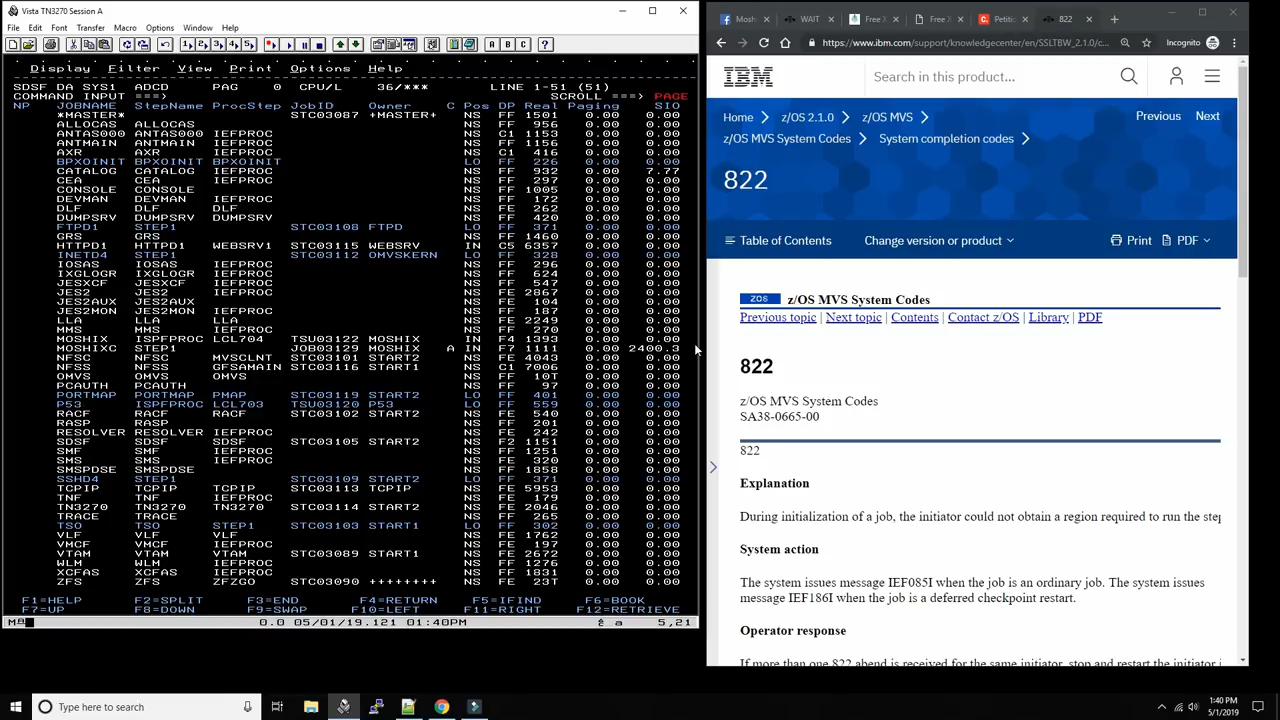 Vista TN3270 Session A
File Edit Font Transfer Macro Options Window Help
Display Filter View Print Options Help
SDSF DA SYS1 ADCD PAG 0 CPU/L 36/*** LINE 1-51 (51)
COMMAND INPUT ===> SCROLL ===> PAGE
NP JOBNAME StepName ProcStep JobID Owner C Pos DP Real Paging SIO
*MASTER* STC03087 +MASTER+ NS FF 1501 0.00 0.00
ALLOCAS ALLOCAS NS FF 956 0.00 0.00
ANTAS000 ANTAS000 IEFPROC NS C1 1153 0.00 0.00
ANTMAIN ANTMAIN IEFPROC NS FF 1156 0.00 0.00
AXR AXR IEFPROC NS C1 416 0.00 0.00
BPXOINIT BPXOINIT BPXOINIT LO FF 226 0.00 0.00
CATALOG CATALOG IEFPROC NS FF 932 0.00 7.77
CEA CEA IEFPROC NS FF 297 0.00 0.00
CONSOLE CONSOLE NS FF 1005 0.00 0.00
DEVMAN DEVMAN IEFPROC NS FF 172 0.00 0.00
DLF DLF DLF NS FF 262 0.00 0.00
DUMPSRV DUMPSRV DUMPSRV NS FF 420 0.00 0.00
FTPD1 STEP1 STC03108 FTPD LO FF 371 0.00 0.00
GRS GRS NS FF 1460 0.00 0.00
HTTPD1 HTTPD1 WEBSRV1 STC03115 WEBSRV IN C5 6357 0.00 0.00
INETD4 STEP1 STC03112 OMVSKERN LO FF 328 0.00 0.00
IOSAS IOSAS IEFPROC NS FF 296 0.00 0.00
IXGLOGR IXGLOGR IEFPROC NS FF 624 0.00 0.00
JESXCF JESXCF IEFPROC NS FF 547 0.00 0.00
JES2 JES2 IEFPROC NS FE 2867 0.00 0.00
JES2AUX JES2AUX NS FE 104 0.00 0.00
JES2MON JES2MON IEFPROC NS FF 187 0.00 0.00
LLA LLA LLA NS FE 2249 0.00 0.00
MMS MMS IEFPROC NS FF 270 0.00 0.00
MOSHIX ISPFPROC LCL704 TSU03122 MOSHIX IN F4 1393 0.00 0.00
MOSHIXC STEP1 JOB03129 MOSHIX A IN F7 1111 0.00 2400.3
NFSC NFSC MVSCLNT STC03101 START2 NS FE 4043 0.00 0.00
NFSS NFSS GFSAMAIN STC03116 START1 NS C1 7006 0.00 0.00
OMVS OMVS OMVS NS FF 10T 0.00 0.00
PCAUTH PCAUTH NS FF 97 0.00 0.00
PORTMAP PORTMAP PMAP STC03119 START2 LO FF 401 0.00 0.00
P53 ISPFPROC LCL703 TSU03120 P53 LO FF 559 0.00 0.00
RACF RACF RACF STC03102 START2 NS FE 540 0.00 0.00
RASP RASP NS FF 201 0.00 0.00
RESOLVER RESOLVER IEFPROC NS FE 242 0.00 0.00
SDSF SDSF SDSF STC03105 START2 NS F2 1151 0.00 0.00
SMF SMF IEFPROC NS FF 1251 0.00 0.00
SMS SMS IEFPROC NS FE 320 0.00 0.00
SMSPDSE SMSPDSE NS FF 1858 0.00 0.00
SSHD4 STEP1 STC03109 START2 LO FF 371 0.00 0.00
TCPIP TCPIP TCPIP STC03113 TCPIP NS FE 5953 0.00 0.00
TNF TNF IEFPROC NS FE 179 0.00 0.00
TN3270 TN3270 TN3270 STC03114 START2 NS FE 2046 0.00 0.00
TRACE TRACE NS FF 265 0.00 0.00
TSO TSO STEP1 STC03103 START1 LO FF 302 0.00 0.00
VLF VLF VLF NS FE 1762 0.00 0.00
VMCF VMCF IEFPROC NS FE 197 0.00 0.00
VTAM VTAM VTAM STC03089 START1 NS FE 2672 0.00 0.00
WLM WLM IEFPROC NS FF 1276 0.00 0.00
XCFAS XCFAS IEFPROC NS FF 1831 0.00 0.00
ZFS ZFS ZFZGO STC03090 ++++++++ NS FE 23T 0.00 0.00
F1=HELP F2=SPLIT F3=END F4=RETURN F5=IFIND F6=BOOK
F7=UP F8=DOWN F9=SWAP F10=LEFT F11=RIGHT F12=RETRIEVE
0.0 05/01/19.121 01:40PM a 5,21
Mosh WAIT Free X Free X Petiti 822
https://www.ibm.com/support/knowledgecenter/en/SSLTBW_2.1.0/c... Incognito
IBM Search in this product...
Home z/OS 2.1.0 z/OS MVS Previous Next
z/OS MVS System Codes System completion codes
822
Table of Contents Change version or product Print PDF
zOS z/OS MVS System Codes
Previous topic | Next topic | Contents | Contact z/OS | Library | PDF
822
z/OS MVS System Codes
SA38-0665-00
822
Explanation
During initialization of a job, the initiator could not obtain a region required to run the step
System action
The system issues message IEF085I when the job is an ordinary job. The system issues
message IEF186I when the job is a deferred checkpoint restart.
Operator response
If more than one 822 abend is received for the same initiator, stop and restart the initiator
Type here to search
1:40 PM
5/1/2019